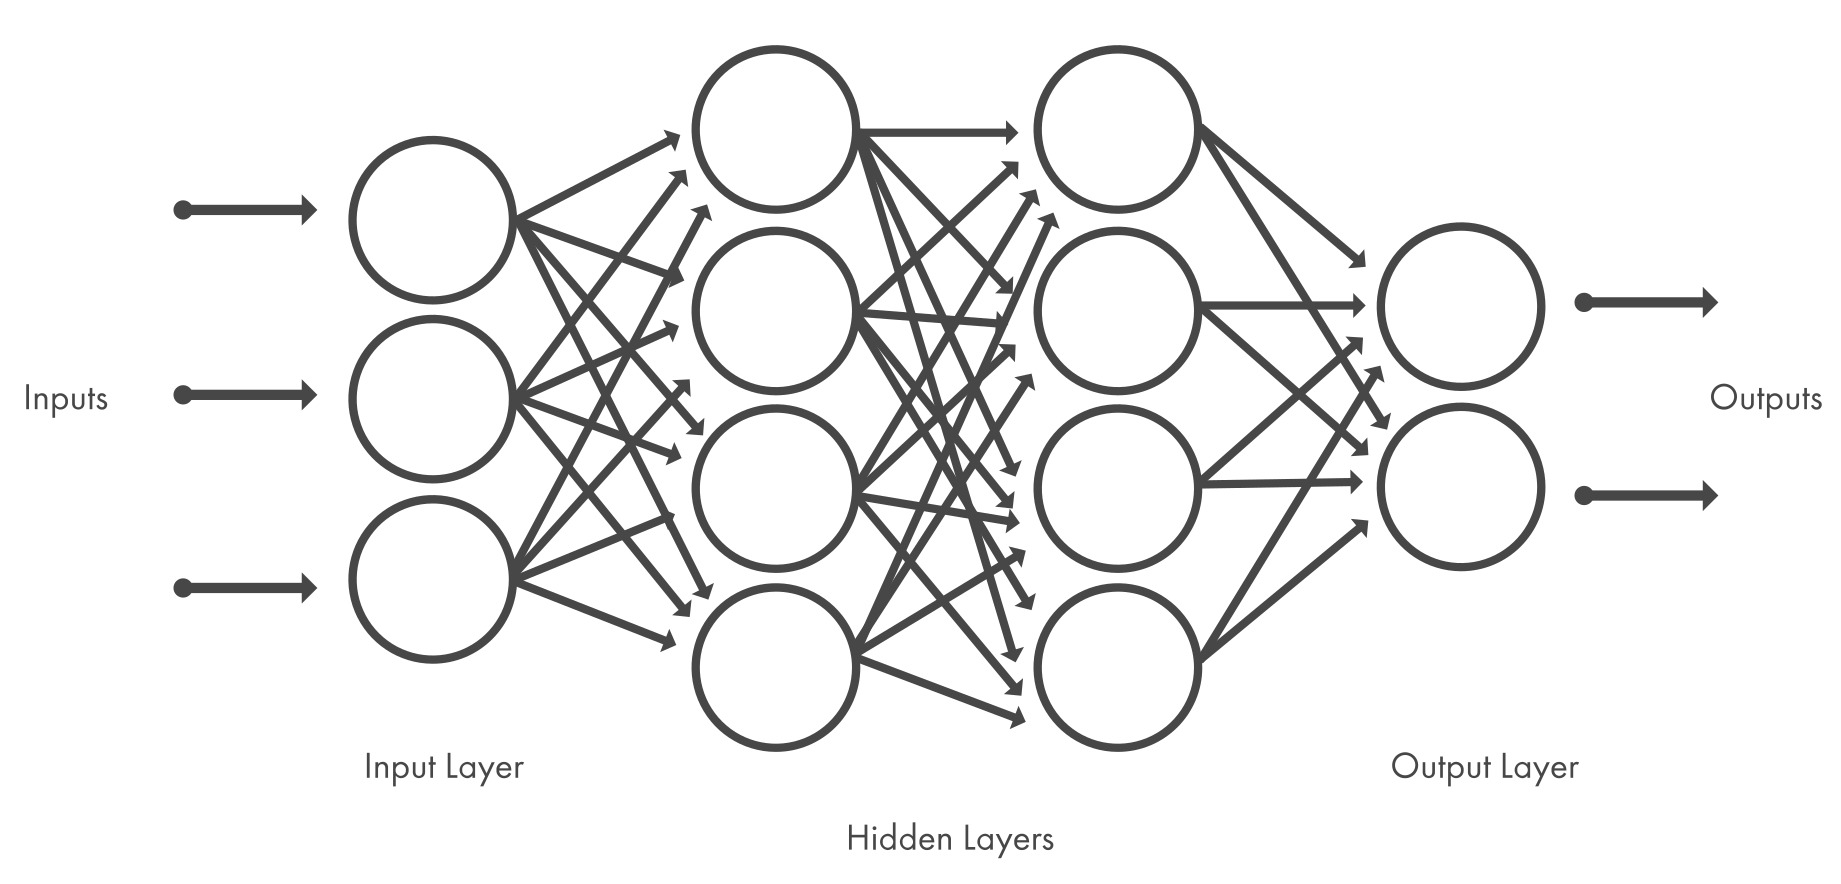 Inputs
Outputs
Input Layer
Output Layer
Hidden Layers